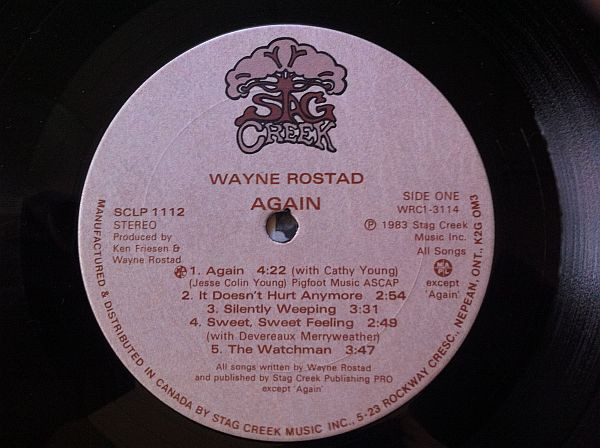 STAG
CREEK
WAYNE ROSTAD
AGAIN
SCLP 1112
STEREO
Produced by
Ken Friesen &
Wayne Rostad
SIDE ONE
WRC1-3114
℗ 1983 Stag Creek
Music Inc.
All Songs
except
'Again'
1. Again 4:22 (with Cathy Young)
(Jesse Colin Young) Pigfoot Music ASCAP
2. It Doesn't Hurt Anymore 2:54
3. Silently Weeping 3:31
4. Sweet, Sweet Feeling 2:49
(with Devereaux Merryweather)
5. The Watchman 3:47
All songs written by Wayne Rostad
and published by Stag Creek Publishing PRO
except 'Again'
MANUFACTURED & DISTRIBUTED IN CANADA BY STAG CREEK MUSIC INC., 5-23 ROCKWAY CRESC., NEPEAN, ONT., K2G OM3